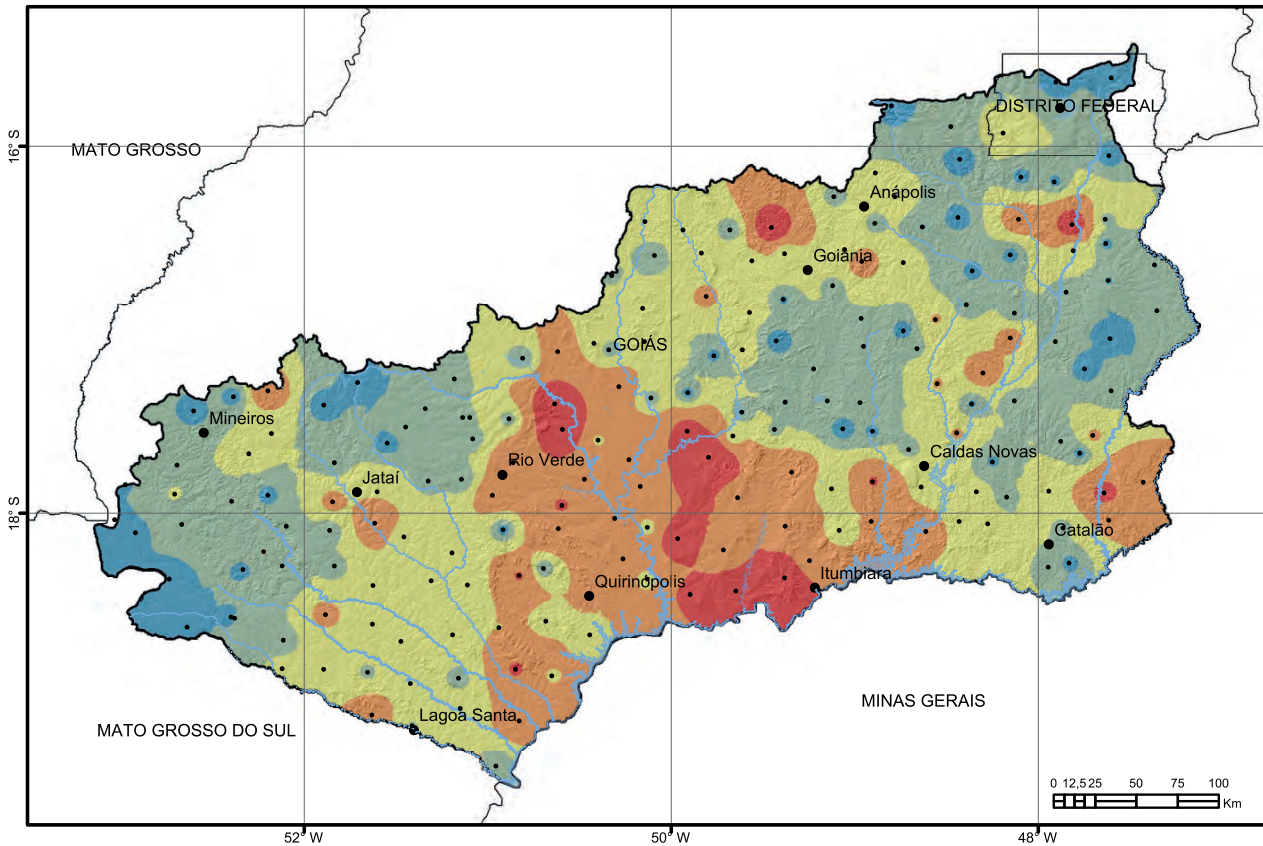 DISTRITO FEDERAL
MATO GROSSO
16° S
Anápolis
Goiânia
GOIÁS
Mineiros
Rio Verde
Caldas Novas
Jataí
18° S
Catalão
Quirinópolis
Itumbiara
Lagoa Santa
MINAS GERAIS
MATO GROSSO DO SUL
0 12,5 25 50 75 100
Km
52° W 50° W 48° W